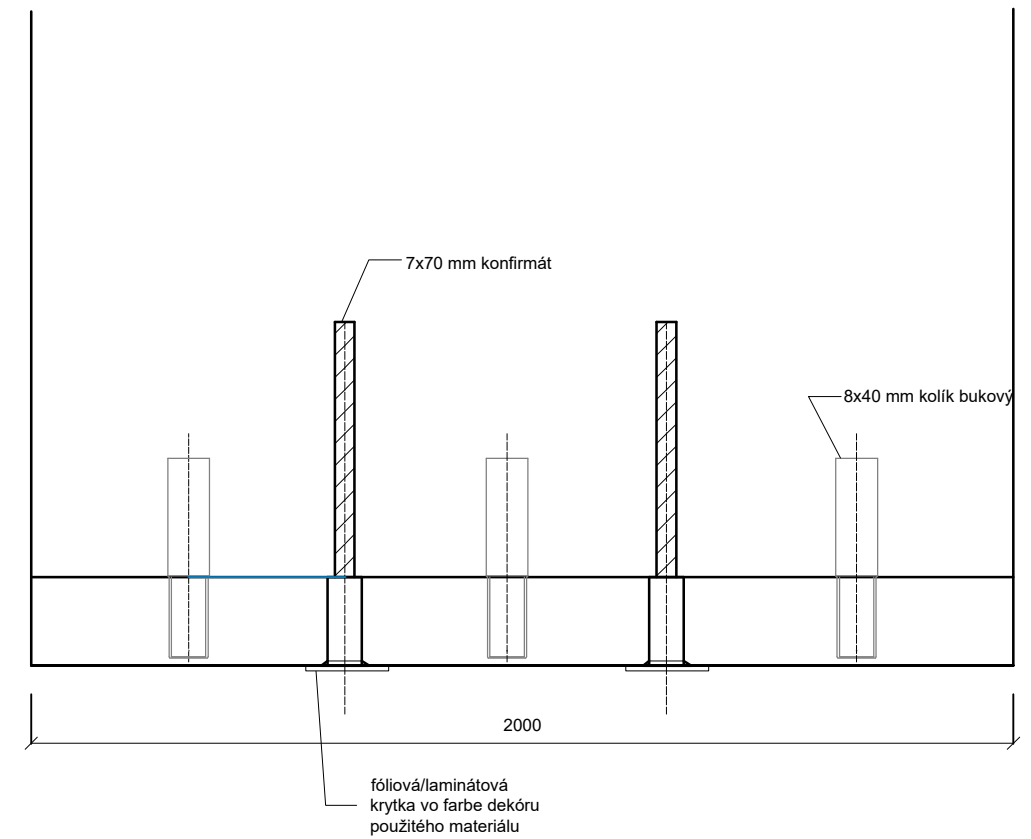 7x70 mm konfirmát
8x40 mm kolík bukový
2000
fóliová/laminátová
krytka vo farbe dekóru
použitého materiálu